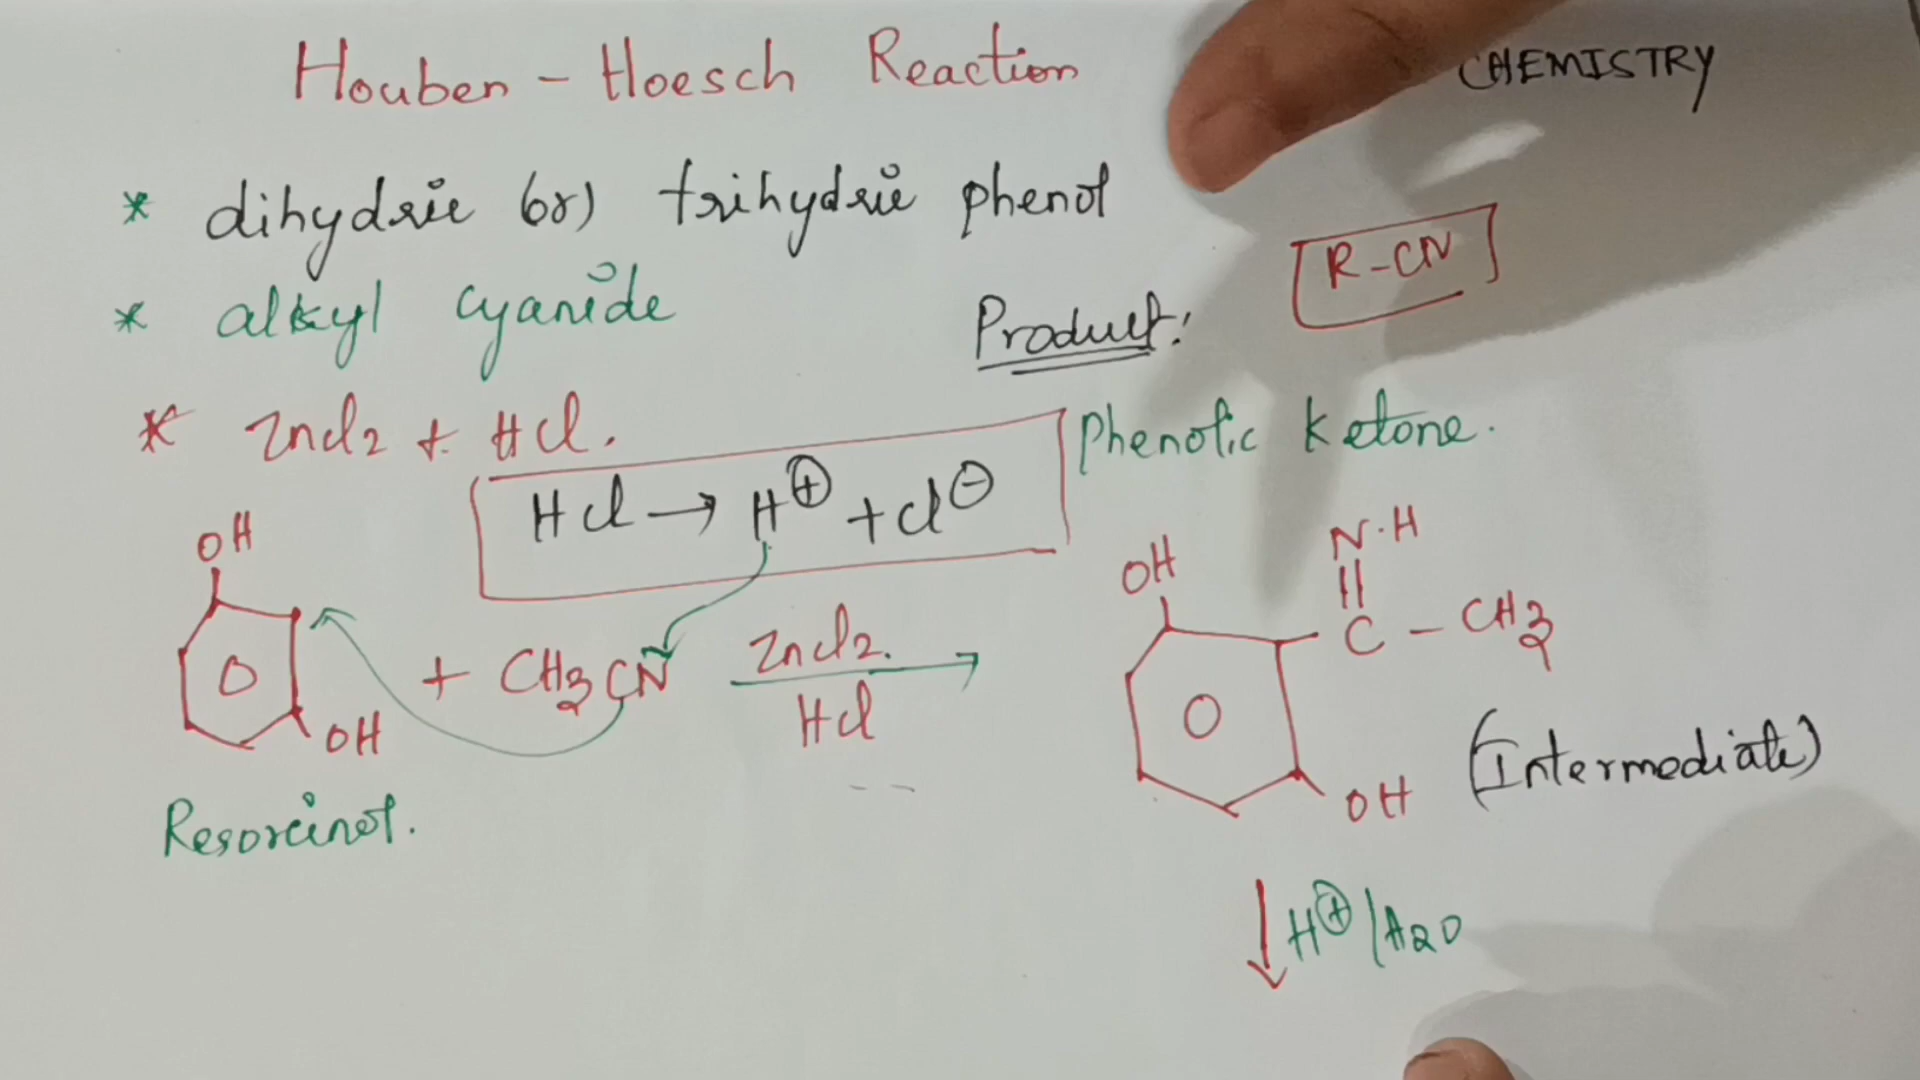 Houben - Hoesch Reaction
CHEMISTRY
* dihydric (or) trihydric phenol
R-CN
* alkyl cyanide
Product:
* ZnCl2 + HCl.
Phenolic Ketone.
HCl → H⊕ + Cl⊖
OH
OH
N·H
+ CH3CN
ZnCl2.
HCl
C - CH3
OH
OH
(Intermediate)
Resorcinol.
↓ H⊕/H2O